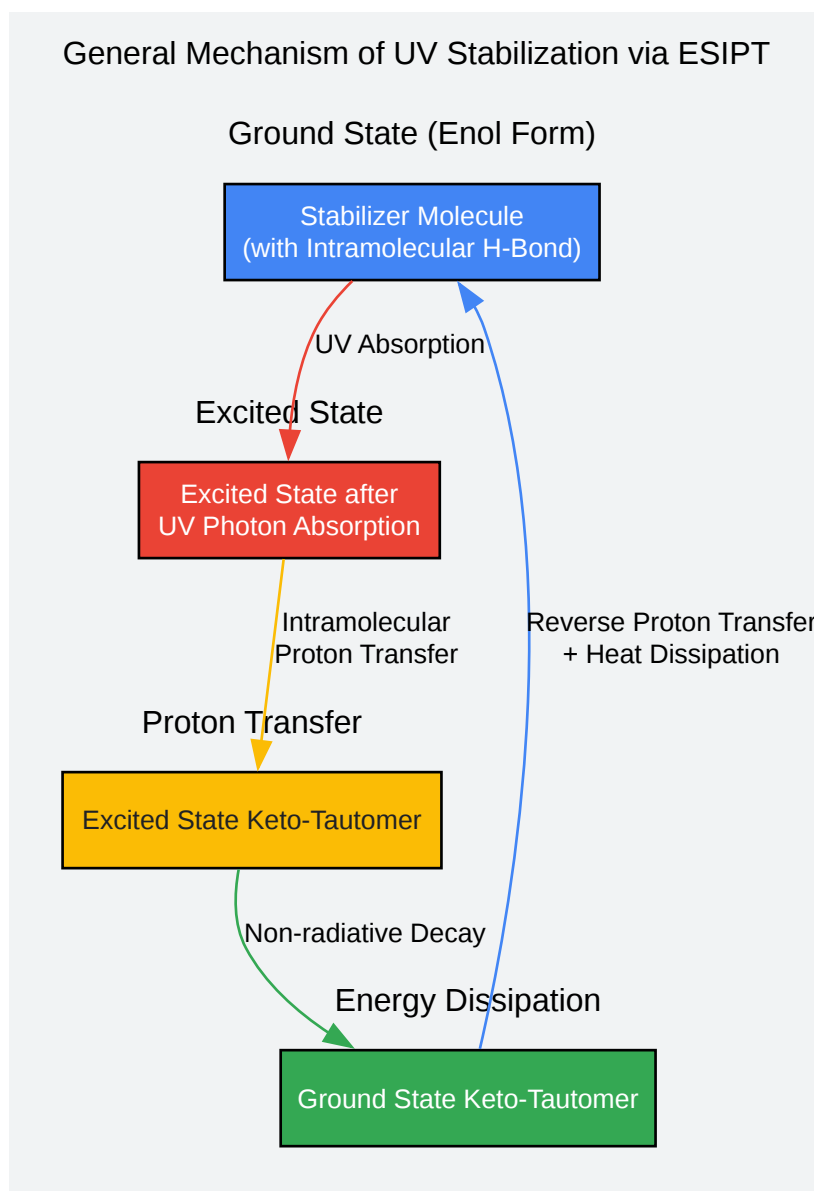 General Mechanism of UV Stabilization via ESIPT
Ground State (Enol Form)
Stabilizer Molecule
(with Intramolecular H-Bond)
UV Absorption
Excited State
Excited State after
UV Photon Absorption
Intramolecular
Proton Transfer
Reverse Proton Transfer
+ Heat Dissipation
Proton Transfer
Excited State Keto-Tautomer
Non-radiative Decay
Energy Dissipation
Ground State Keto-Tautomer